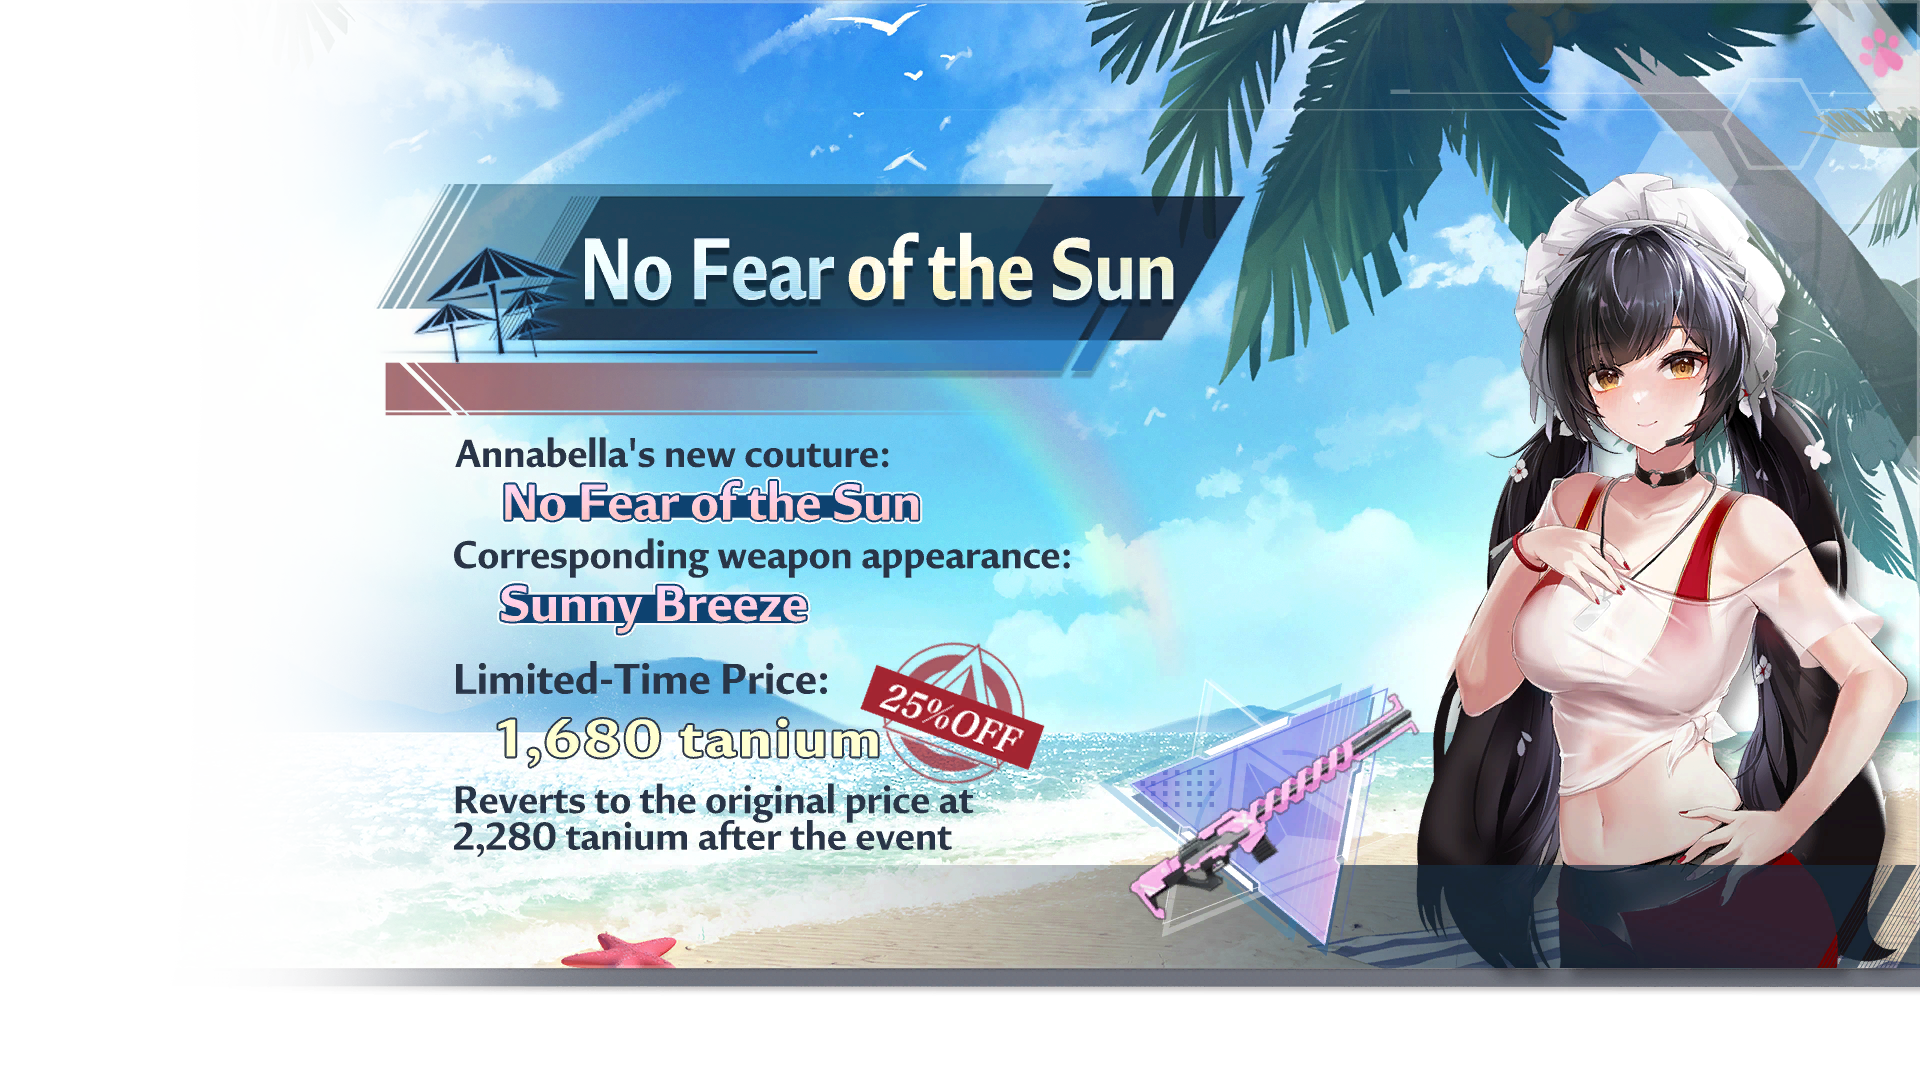 No Fear of the Sun
Annabella's new couture:
No Fear of the Sun
Corresponding weapon appearance:
Sunny Breeze
Limited-Time Price:
1,680 tanium
25%OFF
Reverts to the original price at
2,280 tanium after the event